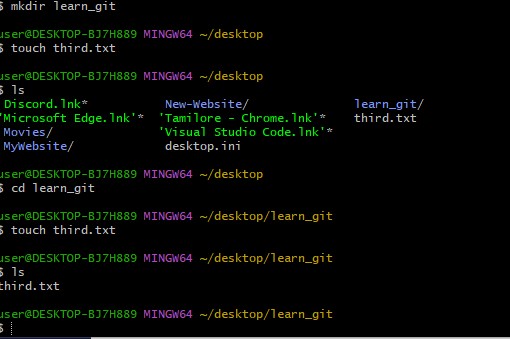 $ mkdir learn_git
user@DESKTOP-BJ7H889 MINGW64 ~/desktop
$ touch third.txt
user@DESKTOP-BJ7H889 MINGW64 ~/desktop
$ ls
Discord.lnk* New-Website/ learn_git/
'Microsoft Edge.lnk'* 'Tamilore - Chrome.lnk'* third.txt
Movies/ 'Visual Studio Code.lnk'*
MyWebsite/ desktop.ini
user@DESKTOP-BJ7H889 MINGW64 ~/desktop
$ cd learn_git
user@DESKTOP-BJ7H889 MINGW64 ~/desktop/learn_git
$ touch third.txt
user@DESKTOP-BJ7H889 MINGW64 ~/desktop/learn_git
$ ls
third.txt
user@DESKTOP-BJ7H889 MINGW64 ~/desktop/learn_git
$